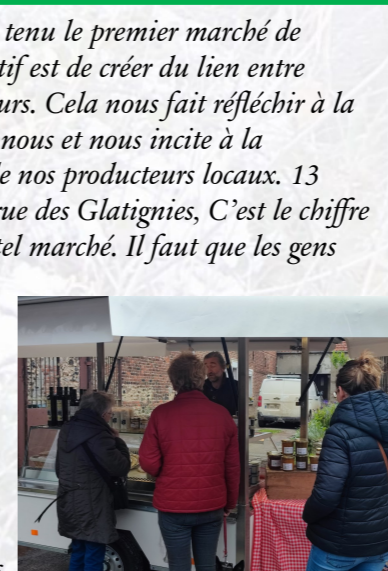 tenu le premier marché de
tif est de créer du lien entre
urs. Cela nous fait réfléchir à la
nous et nous incite à la
de nos producteurs locaux. 13
rue des Glatignies, C’est le chiffre
tel marché. Il faut que les gens